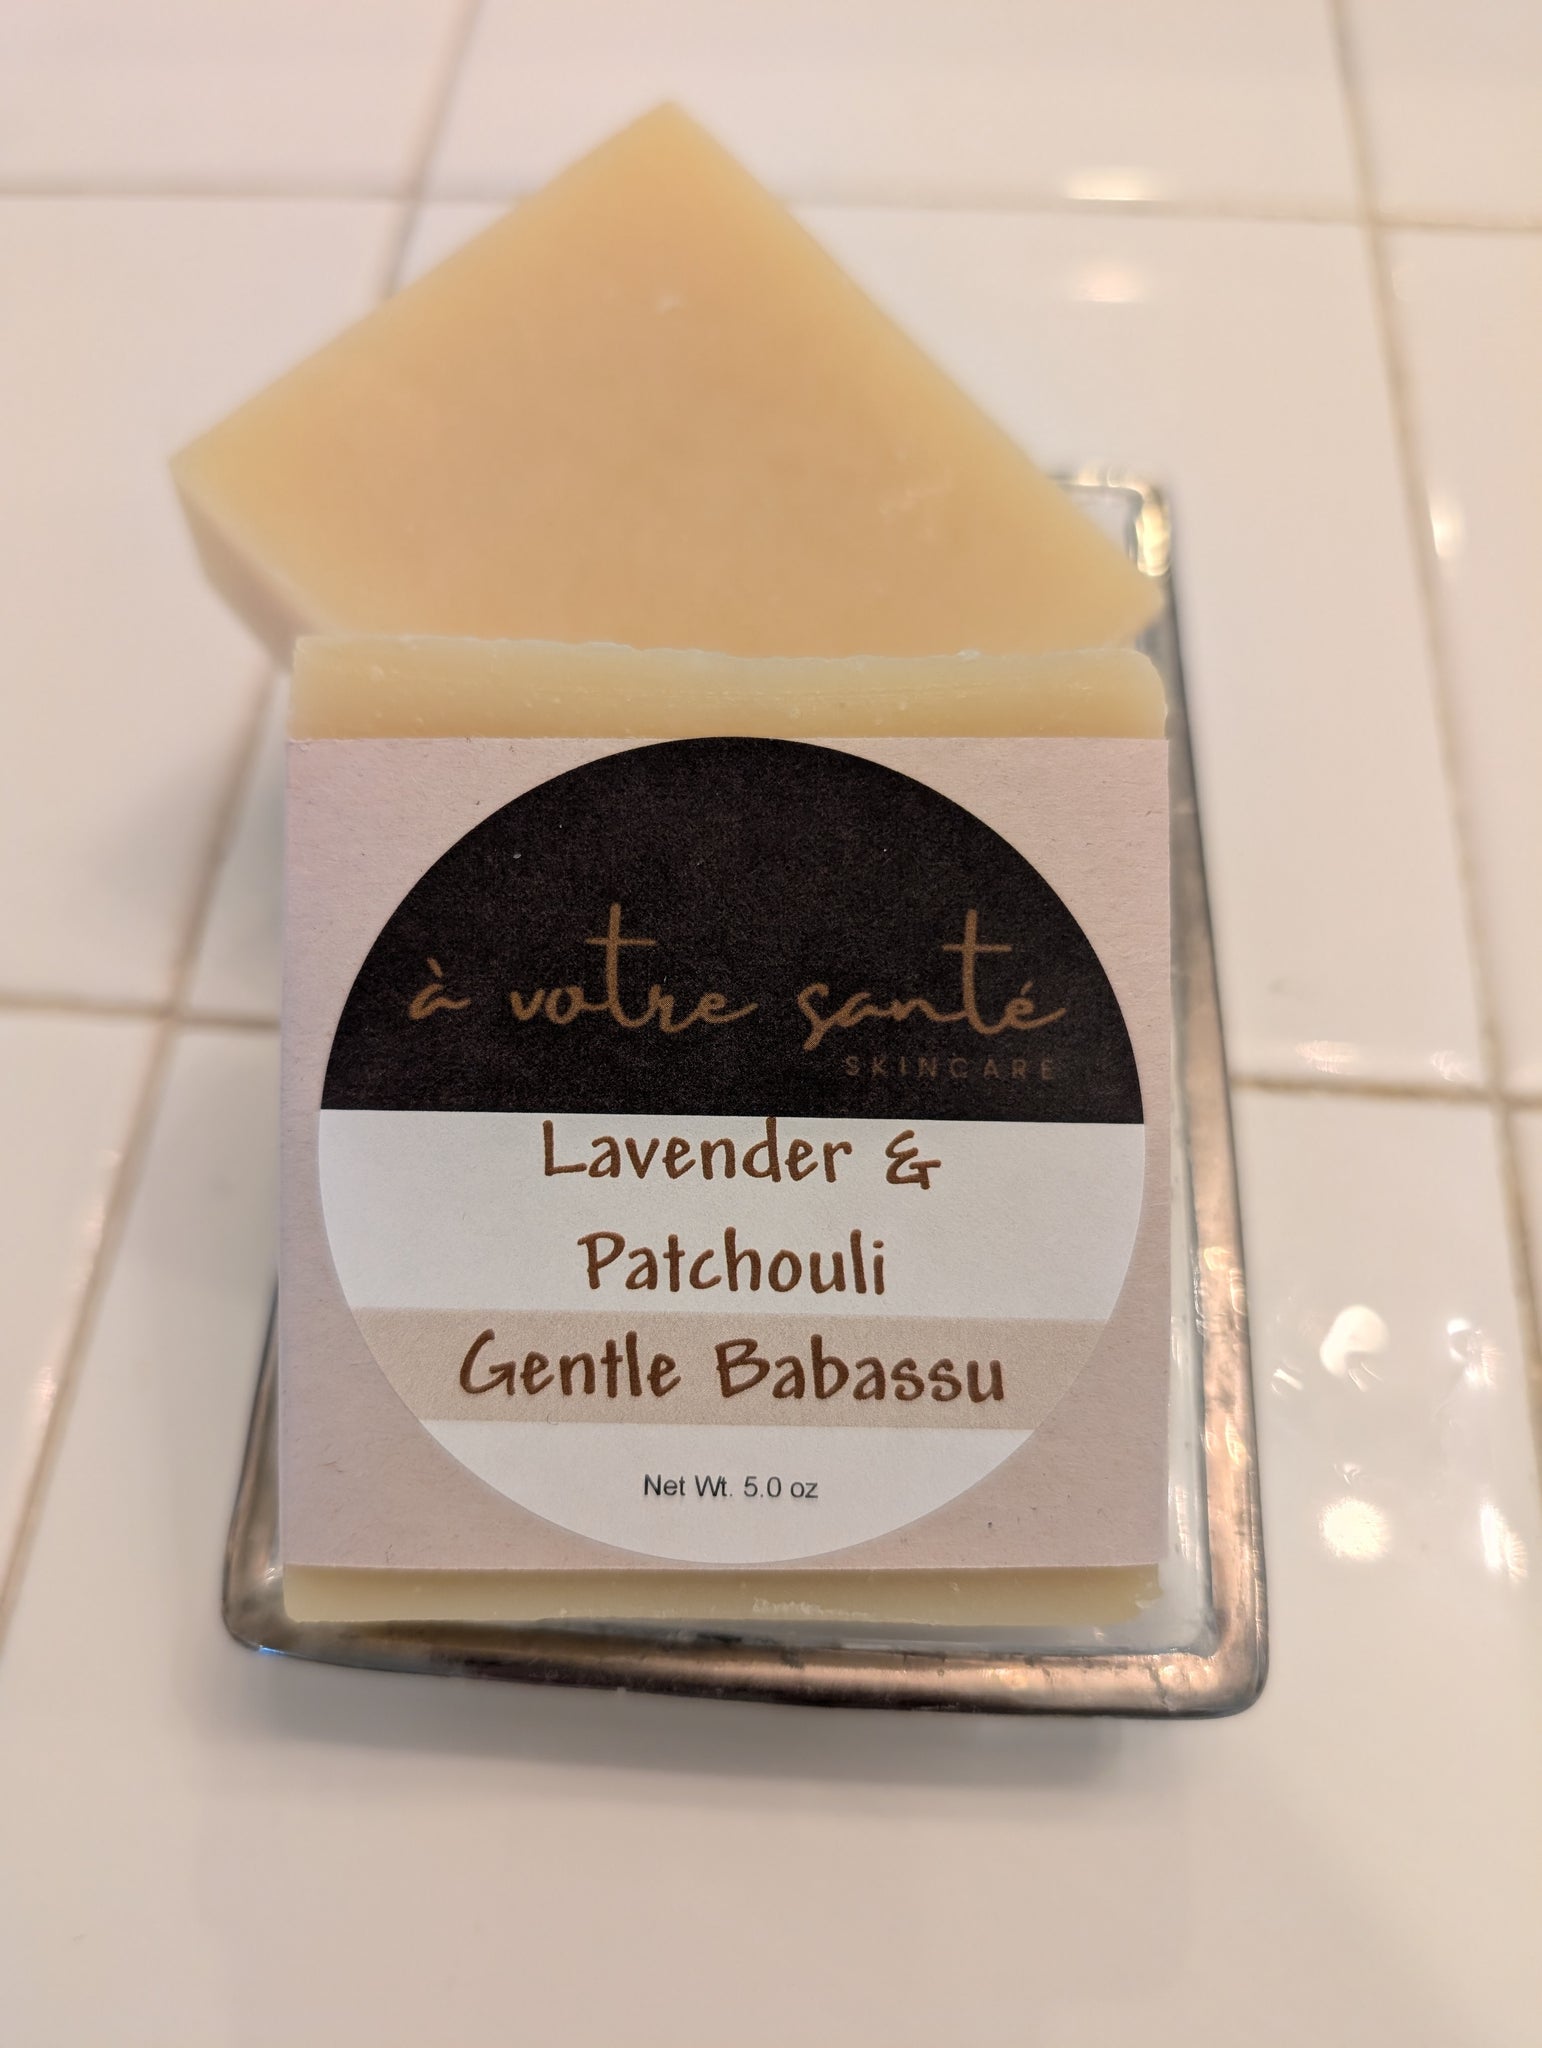 à votre santé
SKINCARE
Lavender &
Patchouli
Gentle Babassu
Net Wt. 5.0 oz